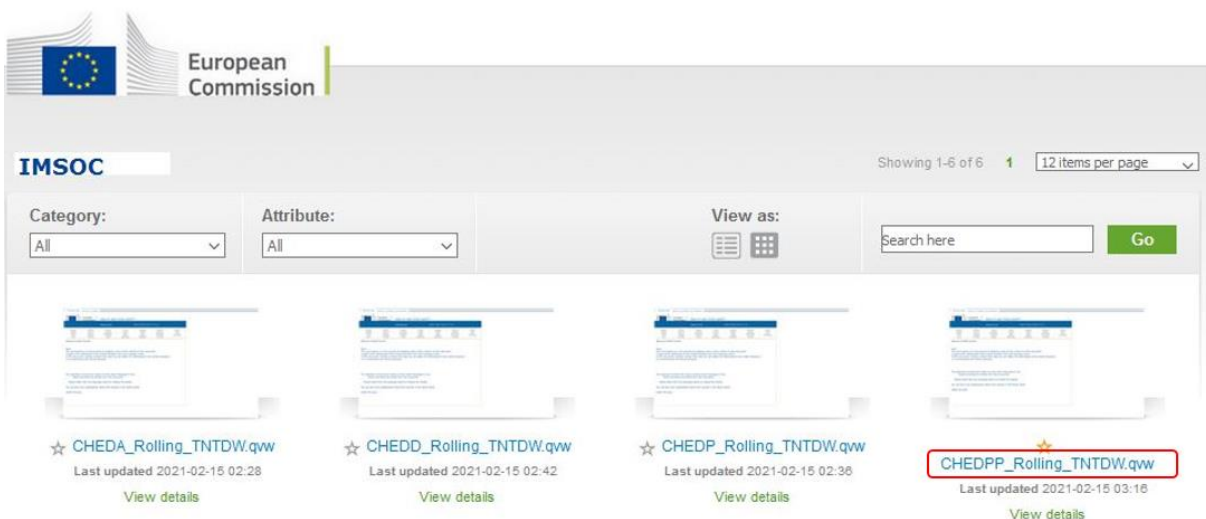 European
Commission
IMSOC
Showing 1-6 of 6 1 12 items per page
Category: Attribute: View as:
All All Search here Go
CHEDA_Rolling_TNTDW.qvw CHEDD_Rolling_TNTDW.qvw CHEDP_Rolling_TNTDW.qvw CHEDPP_Rolling_TNTDW.qvw
Last updated 2021-02-15 02:28 Last updated 2021-02-15 02:42 Last updated 2021-02-15 02:36 Last updated 2021-02-15 03:16
View details View details View details View details